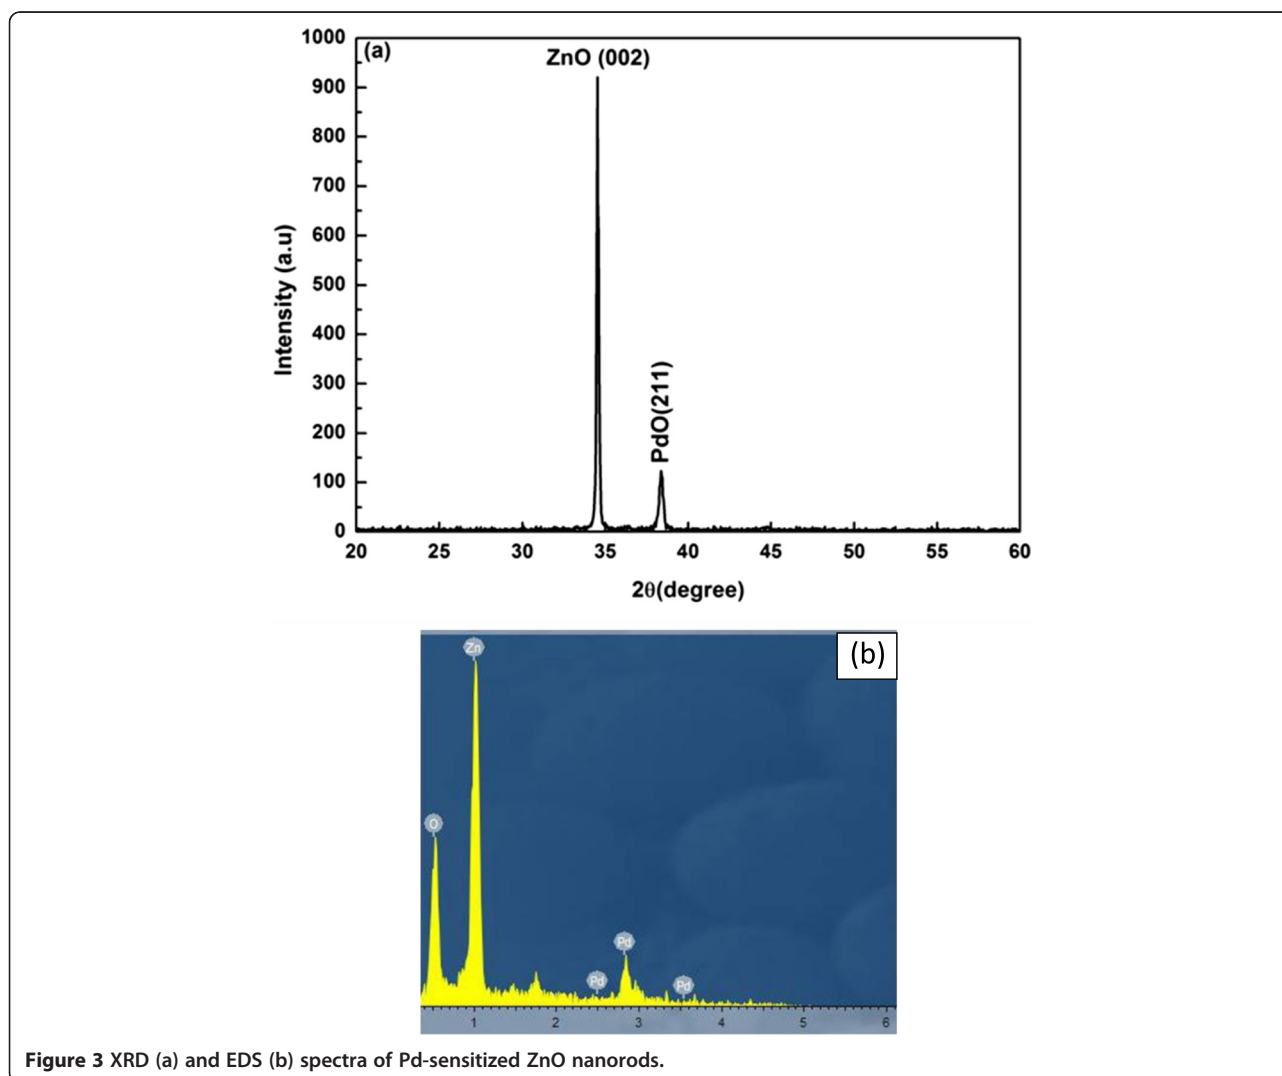 1000
(a)
ZnO (002)
900
800
700
600
500
400
300
200
100
0
Intensity (a.u)
PdO(211)
20 25 30 35 40 45 50 55 60
2θ(degree)
(b)
Zn
O
Pd
Pd
Pd
1 2 3 4 5 6
Figure 3 XRD (a) and EDS (b) spectra of Pd-sensitized ZnO nanorods.